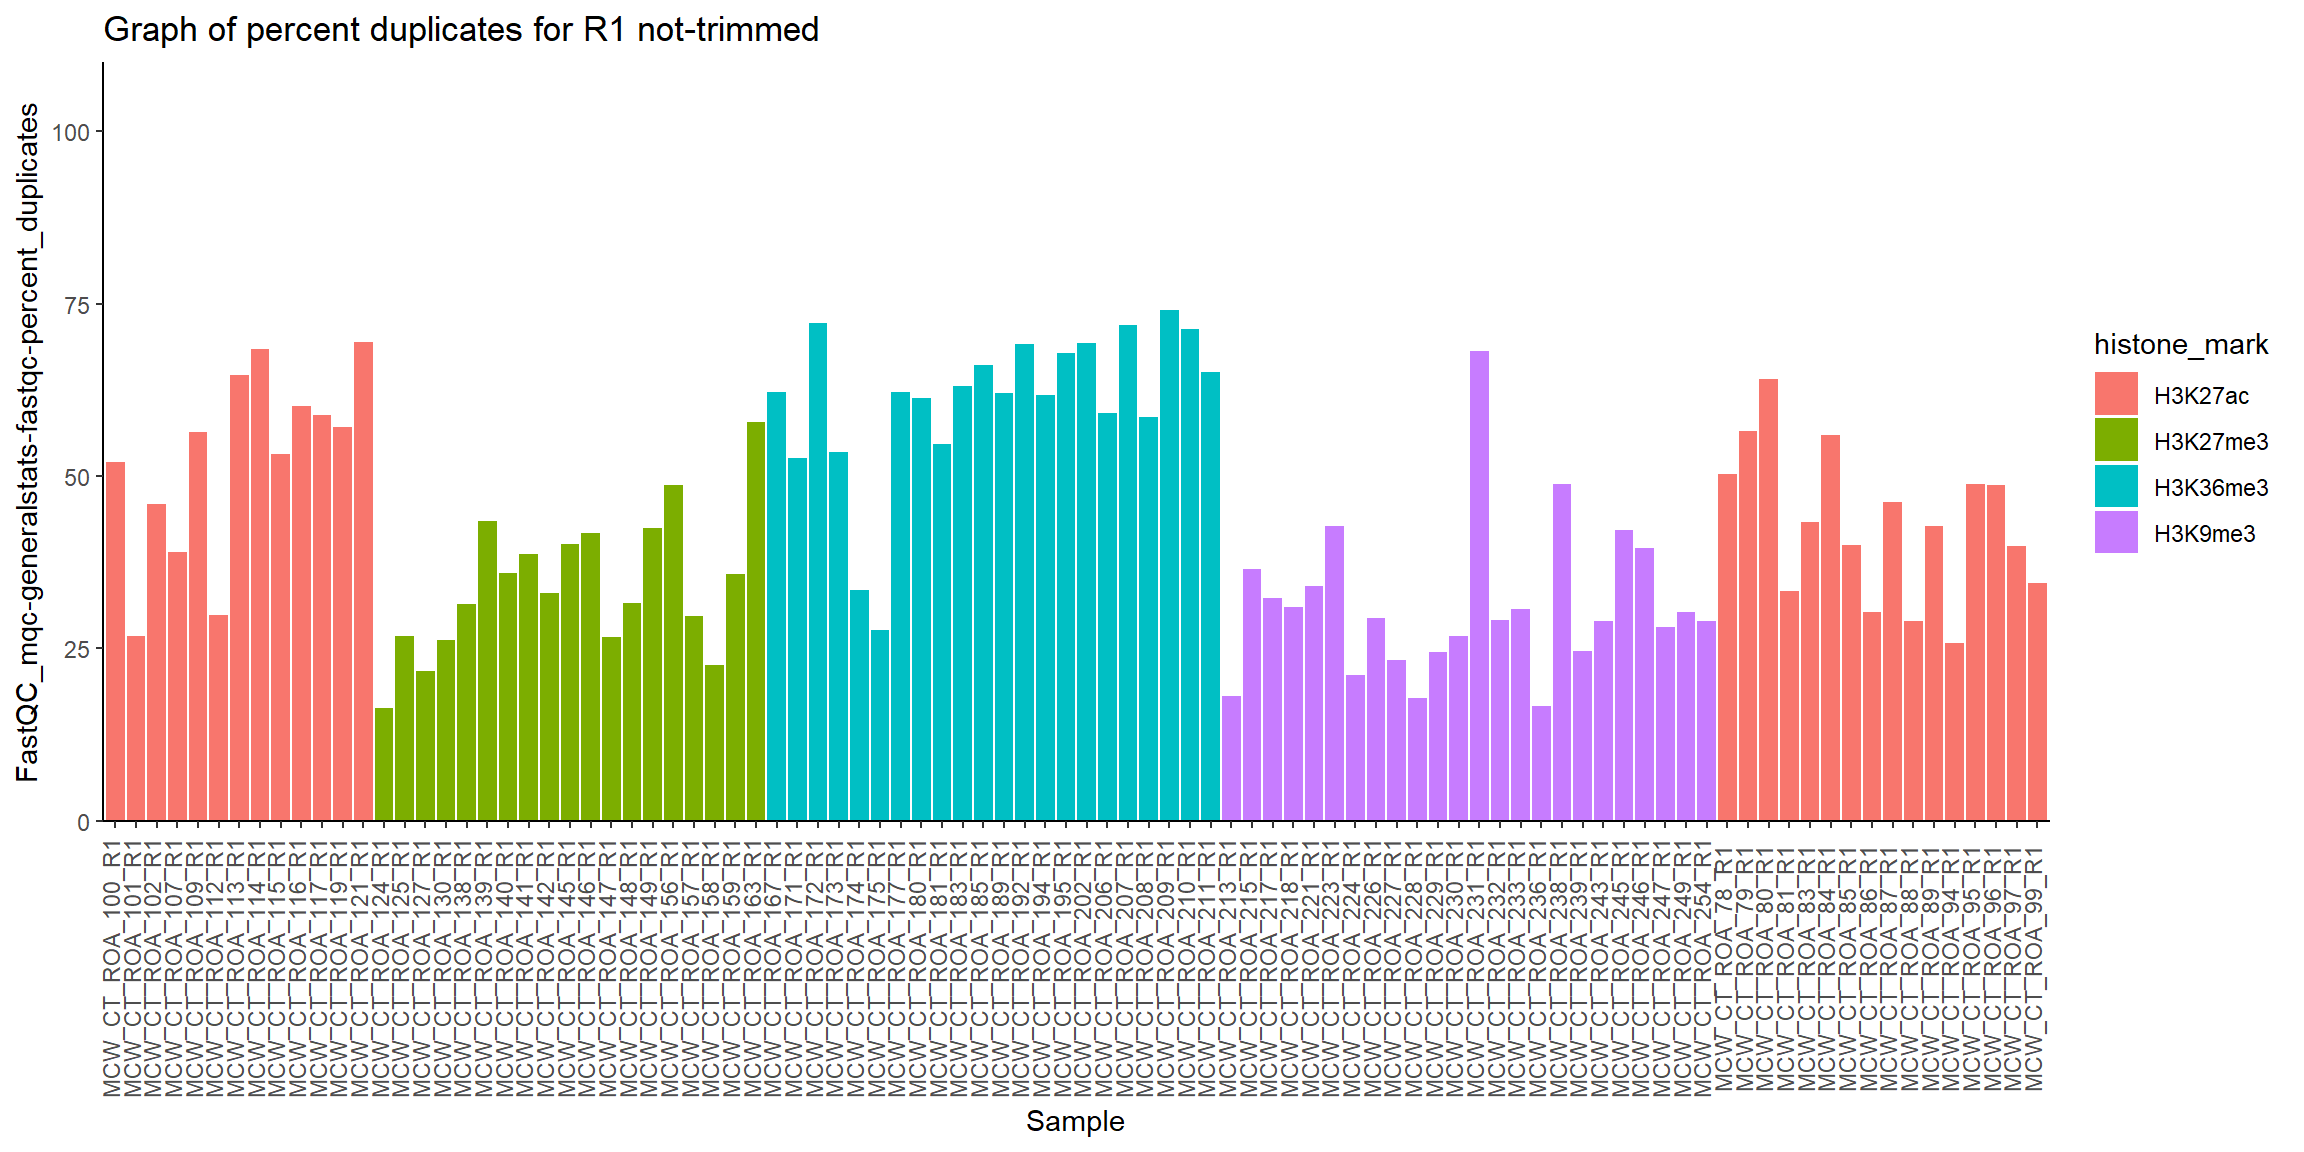 Graph of percent duplicates for R1 not-trimmed
FastQC_mqc-generalstats-fastqc-percent_duplicates
100
75
50
25
0
MCW_CT_ROA_100_R1
MCW_CT_ROA_101_R1
MCW_CT_ROA_102_R1
MCW_CT_ROA_107_R1
MCW_CT_ROA_109_R1
MCW_CT_ROA_112_R1
MCW_CT_ROA_113_R1
MCW_CT_ROA_114_R1
MCW_CT_ROA_115_R1
MCW_CT_ROA_116_R1
MCW_CT_ROA_117_R1
MCW_CT_ROA_119_R1
MCW_CT_ROA_121_R1
MCW_CT_ROA_124_R1
MCW_CT_ROA_125_R1
MCW_CT_ROA_127_R1
MCW_CT_ROA_130_R1
MCW_CT_ROA_138_R1
MCW_CT_ROA_139_R1
MCW_CT_ROA_140_R1
MCW_CT_ROA_141_R1
MCW_CT_ROA_142_R1
MCW_CT_ROA_145_R1
MCW_CT_ROA_146_R1
MCW_CT_ROA_147_R1
MCW_CT_ROA_148_R1
MCW_CT_ROA_149_R1
MCW_CT_ROA_156_R1
MCW_CT_ROA_157_R1
MCW_CT_ROA_158_R1
MCW_CT_ROA_159_R1
MCW_CT_ROA_163_R1
MCW_CT_ROA_167_R1
MCW_CT_ROA_171_R1
MCW_CT_ROA_172_R1
MCW_CT_ROA_173_R1
MCW_CT_ROA_174_R1
MCW_CT_ROA_175_R1
MCW_CT_ROA_177_R1
MCW_CT_ROA_180_R1
MCW_CT_ROA_181_R1
MCW_CT_ROA_183_R1
MCW_CT_ROA_185_R1
MCW_CT_ROA_189_R1
MCW_CT_ROA_192_R1
MCW_CT_ROA_194_R1
MCW_CT_ROA_195_R1
MCW_CT_ROA_202_R1
MCW_CT_ROA_206_R1
MCW_CT_ROA_207_R1
MCW_CT_ROA_208_R1
MCW_CT_ROA_209_R1
MCW_CT_ROA_210_R1
MCW_CT_ROA_211_R1
MCW_CT_ROA_213_R1
MCW_CT_ROA_215_R1
MCW_CT_ROA_217_R1
MCW_CT_ROA_218_R1
MCW_CT_ROA_221_R1
MCW_CT_ROA_223_R1
MCW_CT_ROA_224_R1
MCW_CT_ROA_226_R1
MCW_CT_ROA_227_R1
MCW_CT_ROA_228_R1
MCW_CT_ROA_229_R1
MCW_CT_ROA_230_R1
MCW_CT_ROA_231_R1
MCW_CT_ROA_232_R1
MCW_CT_ROA_233_R1
MCW_CT_ROA_236_R1
MCW_CT_ROA_238_R1
MCW_CT_ROA_239_R1
MCW_CT_ROA_243_R1
MCW_CT_ROA_245_R1
MCW_CT_ROA_246_R1
MCW_CT_ROA_247_R1
MCW_CT_ROA_249_R1
MCW_CT_ROA_254_R1
MCW_CT_ROA_78_R1
MCW_CT_ROA_79_R1
MCW_CT_ROA_80_R1
MCW_CT_ROA_81_R1
MCW_CT_ROA_83_R1
MCW_CT_ROA_84_R1
MCW_CT_ROA_85_R1
MCW_CT_ROA_86_R1
MCW_CT_ROA_87_R1
MCW_CT_ROA_88_R1
MCW_CT_ROA_89_R1
MCW_CT_ROA_94_R1
MCW_CT_ROA_95_R1
MCW_CT_ROA_96_R1
MCW_CT_ROA_97_R1
MCW_CT_ROA_99_R1
Sample
histone_mark
H3K27ac
H3K27me3
H3K36me3
H3K9me3